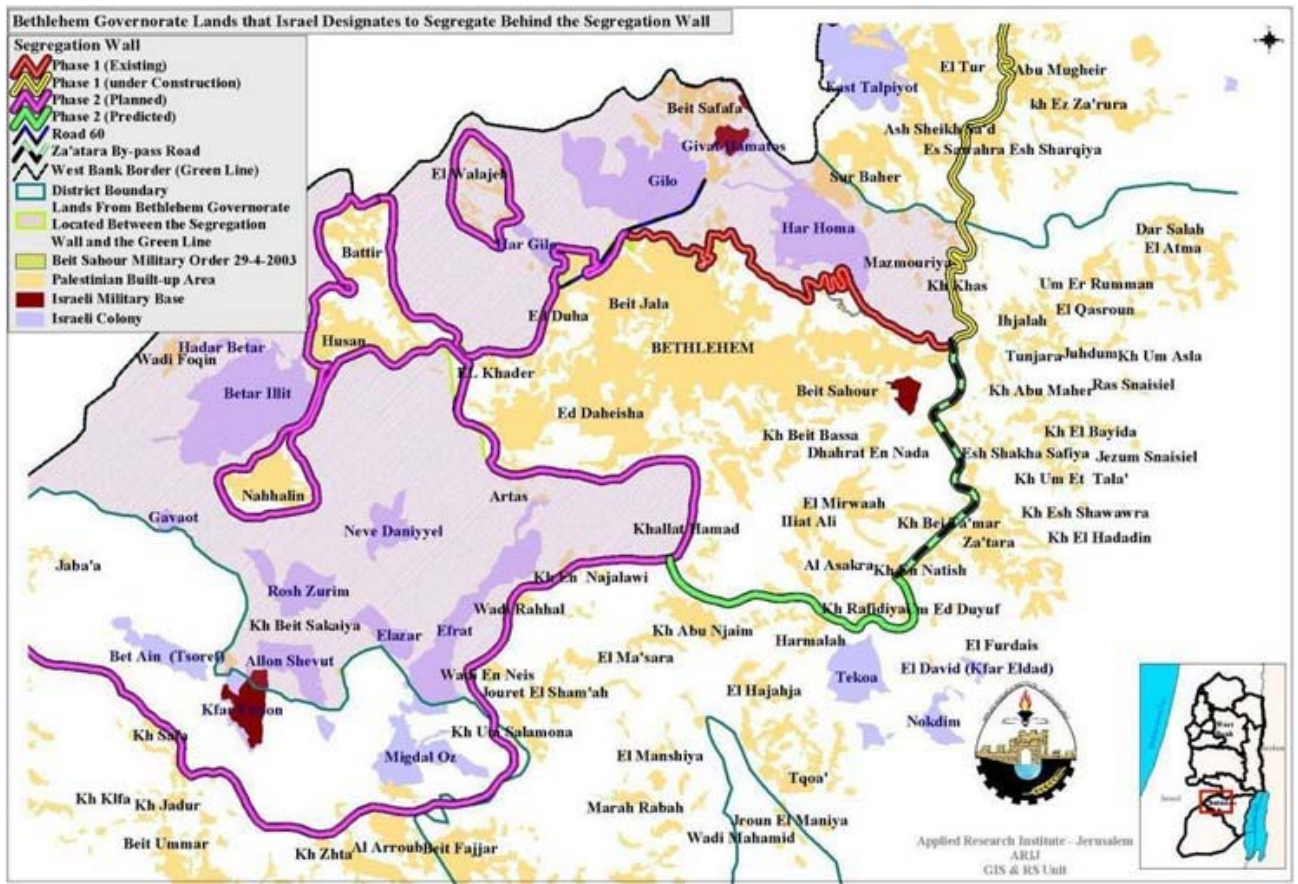 Bethlehem Governorate Lands that Israel Designates to Segregate Behind the Segregation Wall
Segregation Wall
Phase 1 (Existing)
Phase 1 (under Construction)
Phase 2 (Planned)
Phase 2 (Predicted)
Road 60
Za'atara By-pass Road
West Bank Border (Green Line)
District Boundary
Lands From Bethlehem Governorate
Located Between the Segregation
Wall and the Green Line
Beit Sahour Military Order 29-4-2003
Palestinian Built-up Area
Israeli Military Base
Israeli Colony
El Tur
Abu Mugheir
East Talpiyot
kh Ez Za'rura
Beit Safafa
Ash Sheikh Sa'd
Givat Hamatos
Es Sawahra Esh Sharqiya
El Walajeh
Gilo
Sur Baher
Har Homa
Dar Salah
El Atma
Battir
Har Gilo
Mazmouriya
Kh Khas
Um Er Rumman
El Qasroun
Beit Jala
Ed Duha
Ihjalah
Husan
BETHLEHEM
Hadar Betar
Wadi Foqin
Tunjara
Juhdum
Kh Um Asla
EL Khader
Betar Illit
Beit Sahour
Kh Abu Maher
Ras Snaisiel
Ed Daheisha
Kh Beit Bassa
Kh El Bayida
Dhahrat En Nada
Esh Shakha Safiya
Jezum Snaisiel
Kh Um Et Tala'
Nahhalin
Artas
El Mirwaah
Gavaot
Iliat Ali
Kh Esh Shawawra
Neve Daniyyel
Khallat Hamad
Za'tara
Kh El Hadadin
Jaba'a
Al Asakra
Kh En Natish
Kh En Najalawi
Rosh Zurim
Wadi Rahhal
Kh Rafidiya
Um Ed Duyuf
Kh Beit Sakaiya
Elazar
Efrat
Kh Abu Njaim
Harmalah
El Furdais
Bet Ain (Tsoref)
Allon Shevut
El Ma'sara
Wadi En Neis
Tekoa
El David (Kfar Eldad)
Jouret El Sham'ah
El Hajahja
Nokdim
Kh Safa
Kh Um Salamona
Migdal Oz
El Manshiya
Tqoa'
Kh Klfa
Kh Jadur
Marah Rabah
Jroun El Maniya
Wadi Mahamid
Beit Ummar
Kh Zhta
Al Arroub
Beit Fajjar
Applied Research Institute - Jerusalem
ARIJ
GIS & RS Unit